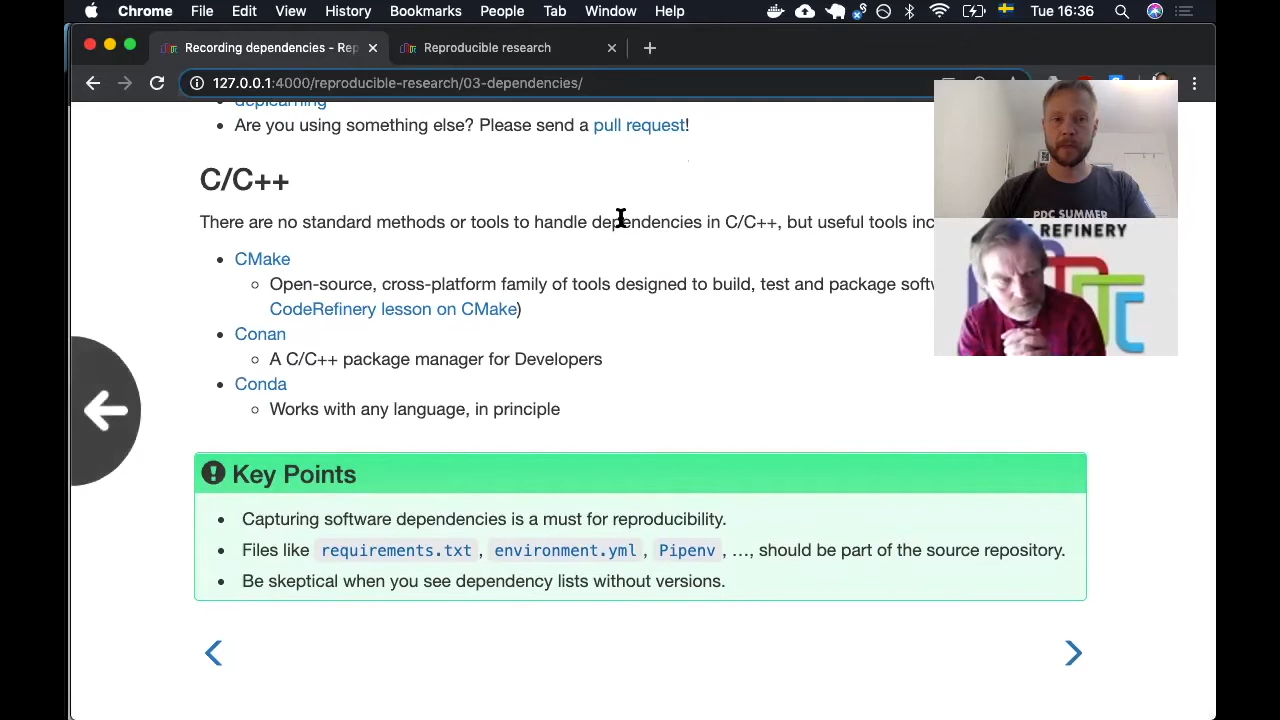 Chrome File Edit View History Bookmarks People Tab Window Help Tue 16:36
Recording dependencies - Rep Reproducible research
127.0.0.1:4000/reproducible-research/03-dependencies/
deplearning
Are you using something else? Please send a pull request!
C/C++
There are no standard methods or tools to handle dependencies in C/C++, but useful tools inc
CMake
Open-source, cross-platform family of tools designed to build, test and package softw
CodeRefinery lesson on CMake)
Conan
A C/C++ package manager for Developers
Conda
Works with any language, in principle
PDC SUMMER
REFINERY
Key Points
Capturing software dependencies is a must for reproducibility.
Files like requirements.txt, environment.yml, Pipenv, …, should be part of the source repository.
Be skeptical when you see dependency lists without versions.